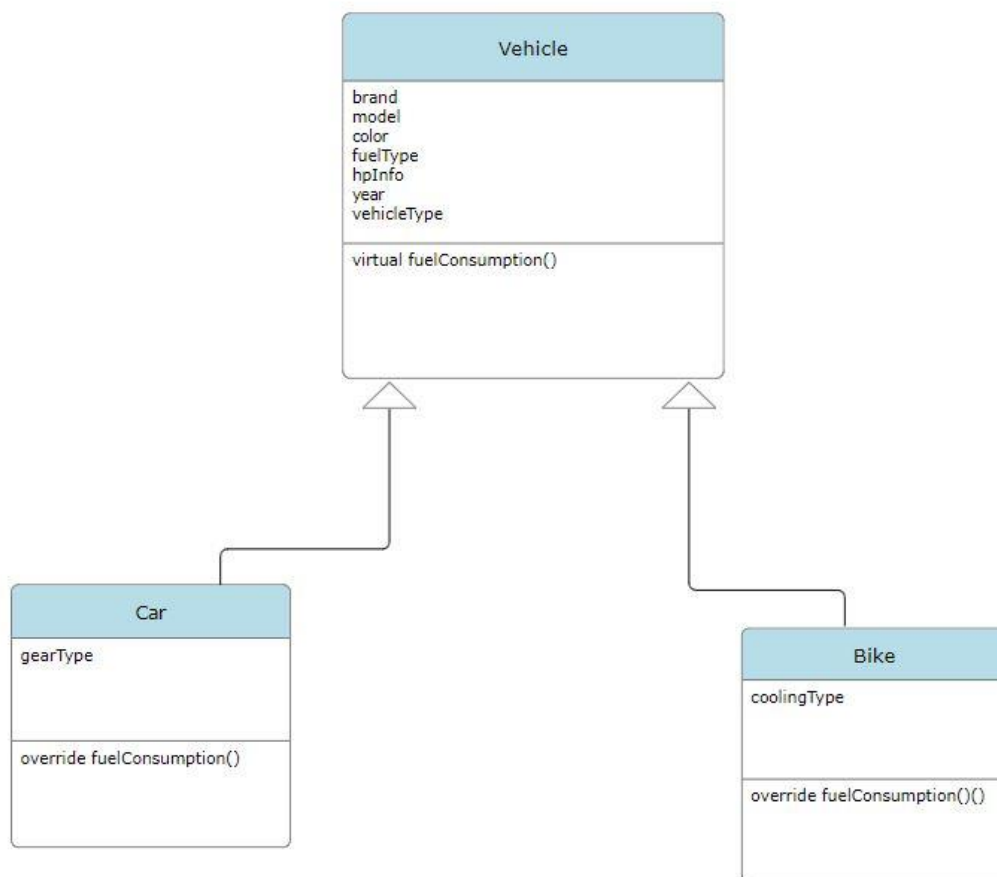 Vehicle
brand
model
color
fuelType
hpInfo
year
vehicleType
virtual fuelConsumption()
Car
gearType
override fuelConsumption()
Bike
coolingType
override fuelConsumption()()